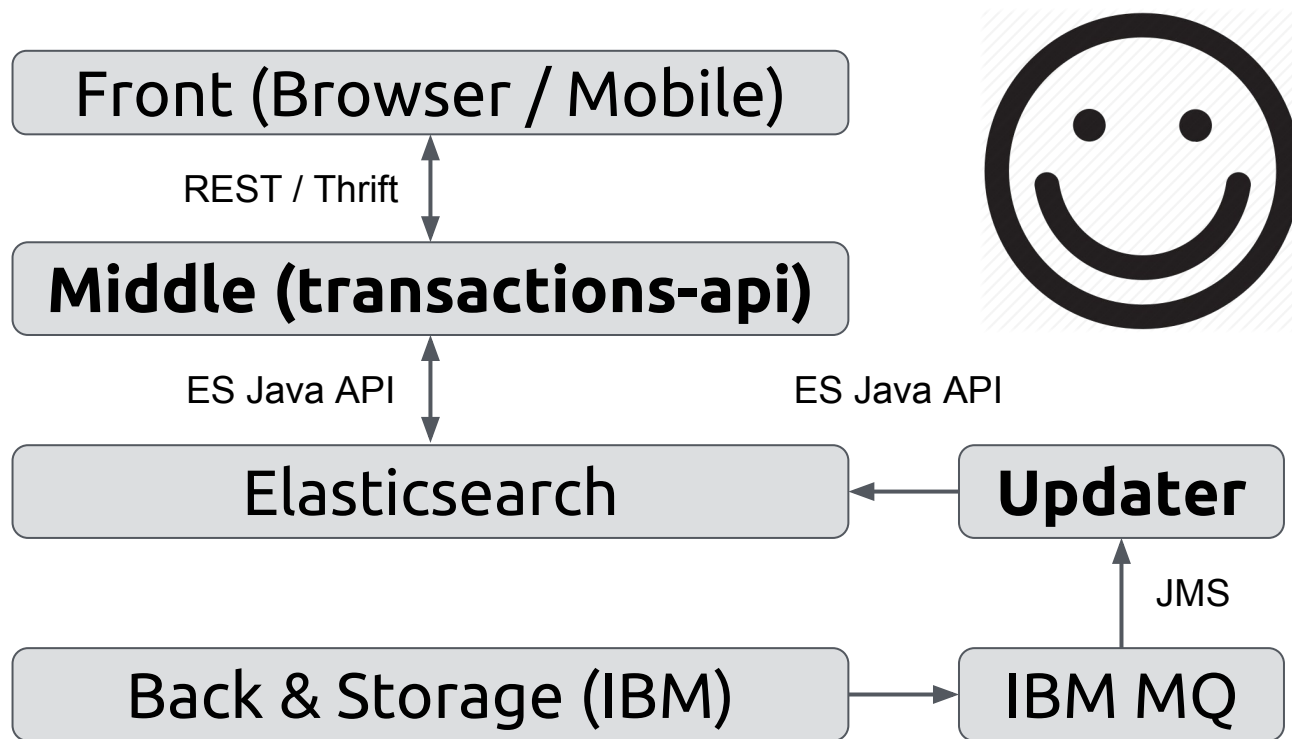 Front (Browser / Mobile)
REST / Thrift
Middle (transactions-api)
ES Java API
ES Java API
Elasticsearch
Updater
JMS
Back & Storage (IBM)
IBM MQ